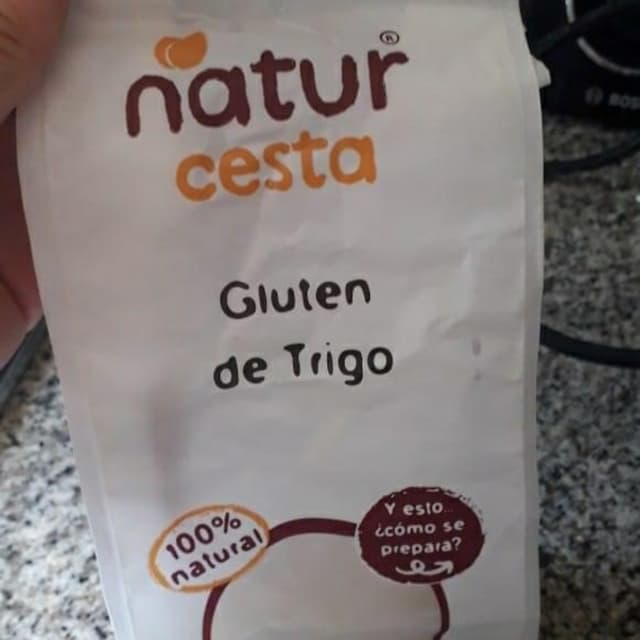 natur®
cesta
Gluten
de Trigo
100%
natural
Y esto...
¿cómo se
prepara?